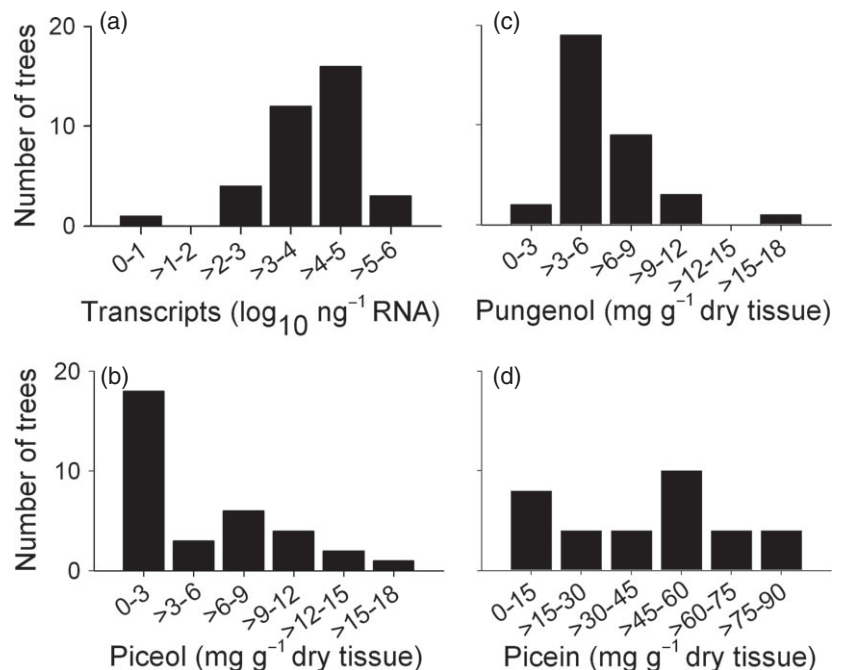 (a)
20
10
0
Number of trees
0-1 >1-2 >2-3 >3-4 >4-5 >5-6
Transcripts (log10 ng−1 RNA)
(c)
0-3 >3-6 >6-9 >9-12 >12-15 >15-18
Pungenol (mg g−1 dry tissue)
(b)
20
10
0
Number of trees
0-3 >3-6 >6-9 >9-12 >12-15 >15-18
Piceol (mg g−1 dry tissue)
(d)
0-15 >15-30 >30-45 >45-60 >60-75 >75-90
Picein (mg g−1 dry tissue)